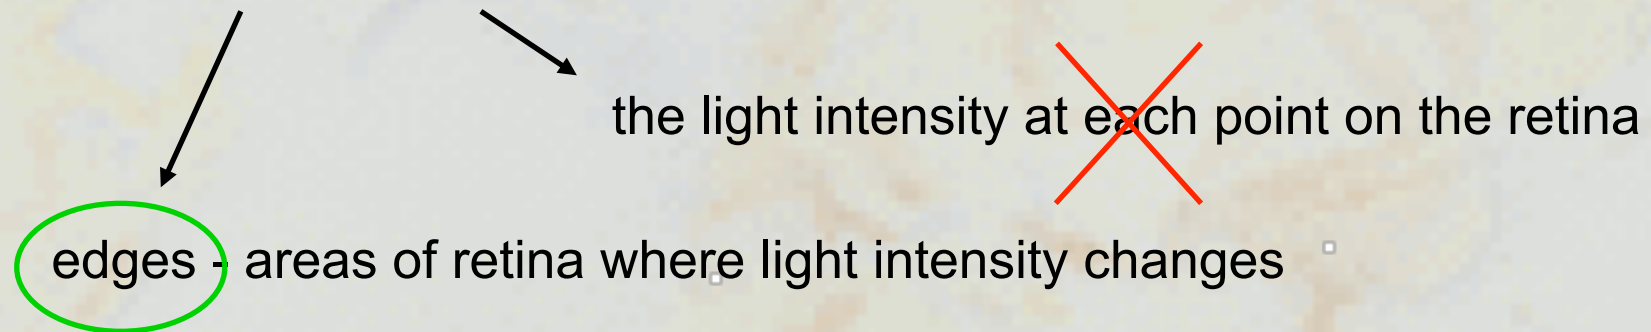 the light intensity at each point on the retina
edges - areas of retina where light intensity changes